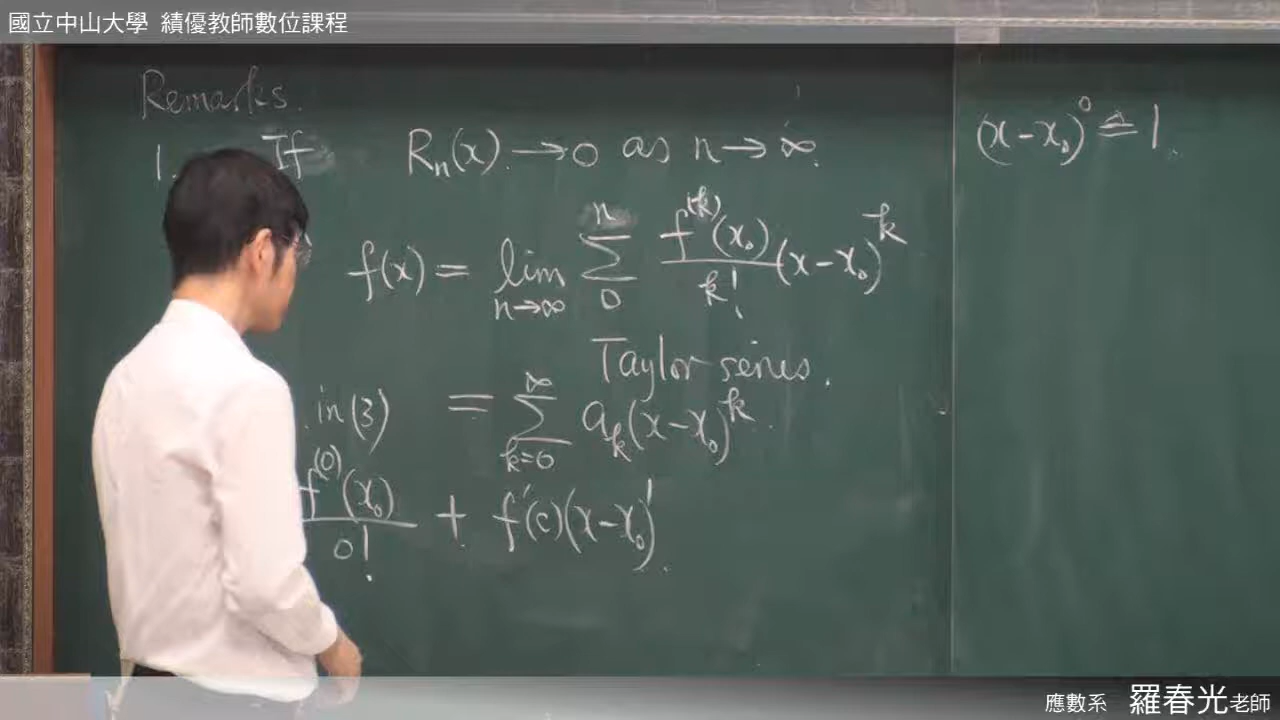 國立中山大學 績優教師數位課程
Remarks.
1. If Rₙ(x) → 0 as n → ∞.
f(x) = lim n→∞ ∑ₙ₌₀ⁿ f⁽ᵏ⁾(x₀)/k! (x−x₀)ᵏ
Taylor series.
in (3) = ∑ₖ₌₀^∞ aₖ(x−x₀)ᵏ.
f⁽⁰⁾(x₀)/0! + f′(c)(x−x₀)¹.
(x−x₀)⁰ ≜ 1.
應數系 羅春光老師